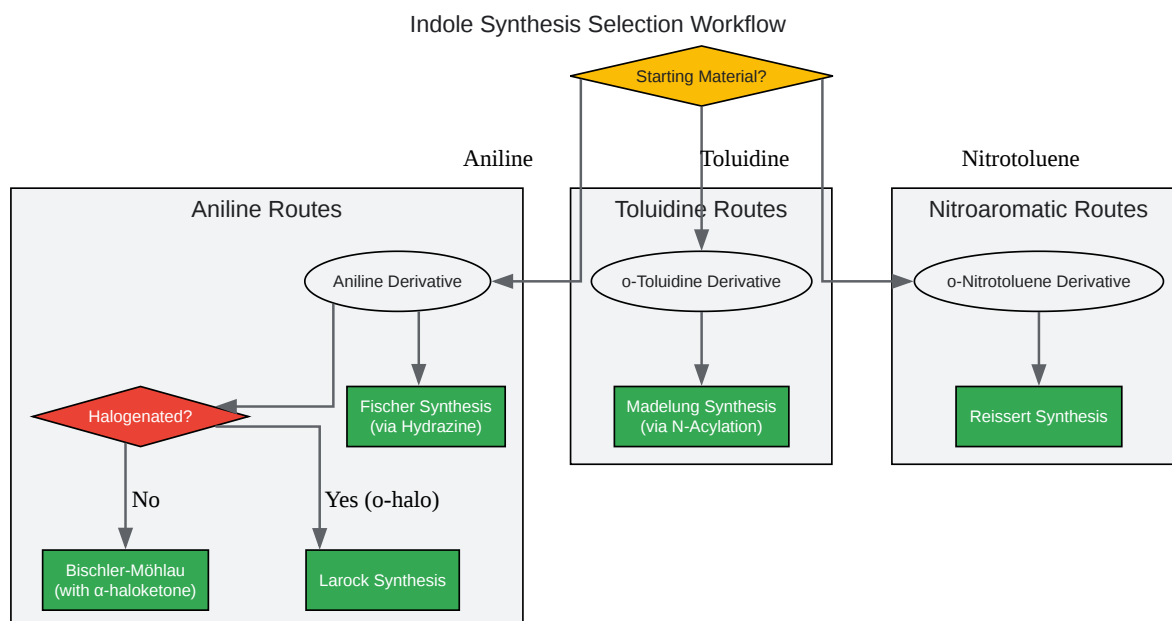 Indole Synthesis Selection Workflow
Starting Material?
Aniline
Toluidine
Nitrotoluene
Aniline Routes
Toluidine Routes
Nitroaromatic Routes
Aniline Derivative
o-Toluidine Derivative
o-Nitrotoluene Derivative
Halogenated?
Fischer Synthesis
(via Hydrazine)
Madelung Synthesis
(via N-Acylation)
Reissert Synthesis
No
Yes (o-halo)
Bischler-Möhlau
(with α-haloketone)
Larock Synthesis